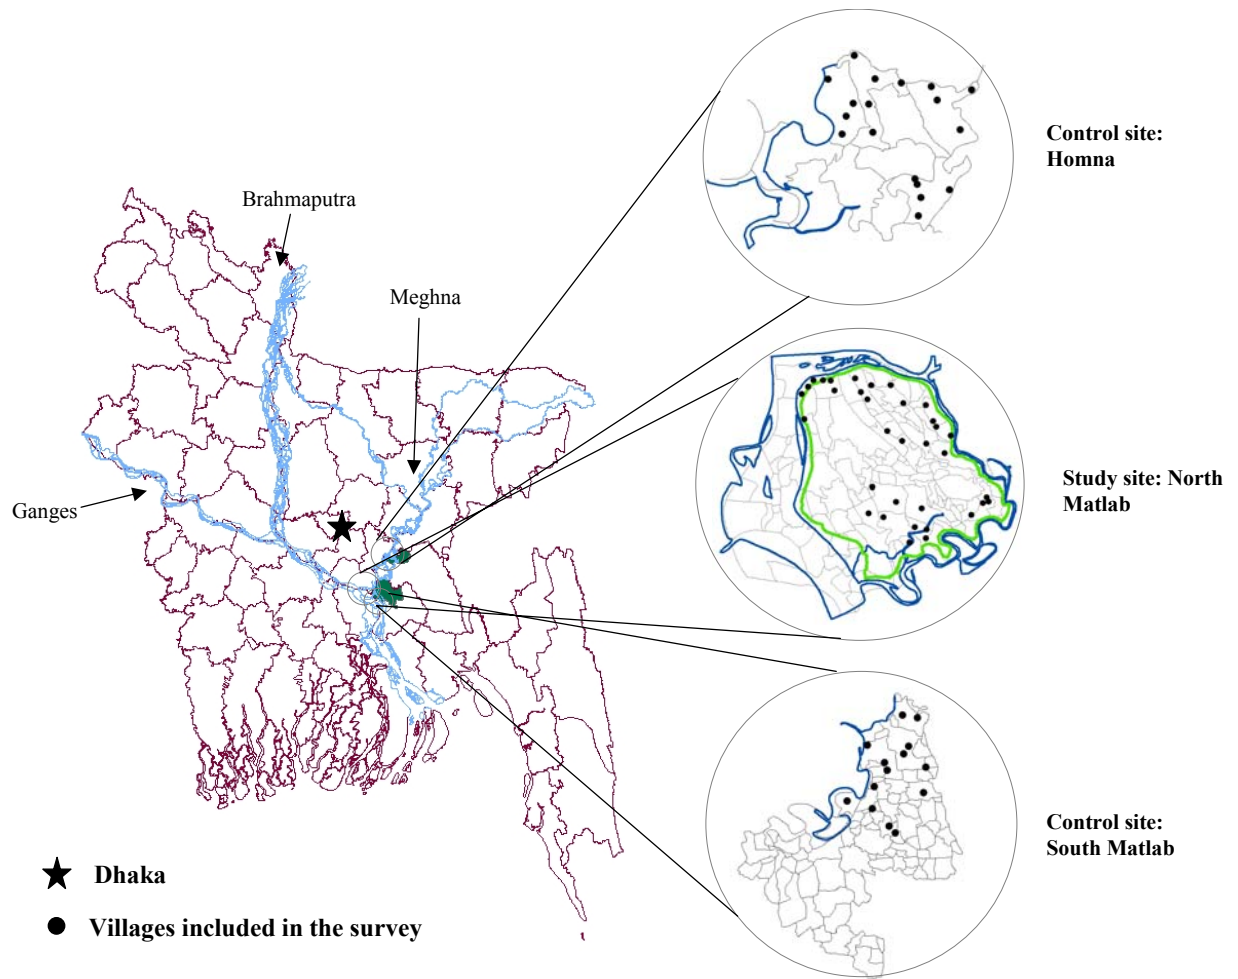 Control site:
Homna
Brahmaputra
Meghna
Ganges
Study site: North
Matlab
Control site:
South Matlab
Dhaka
Villages included in the survey